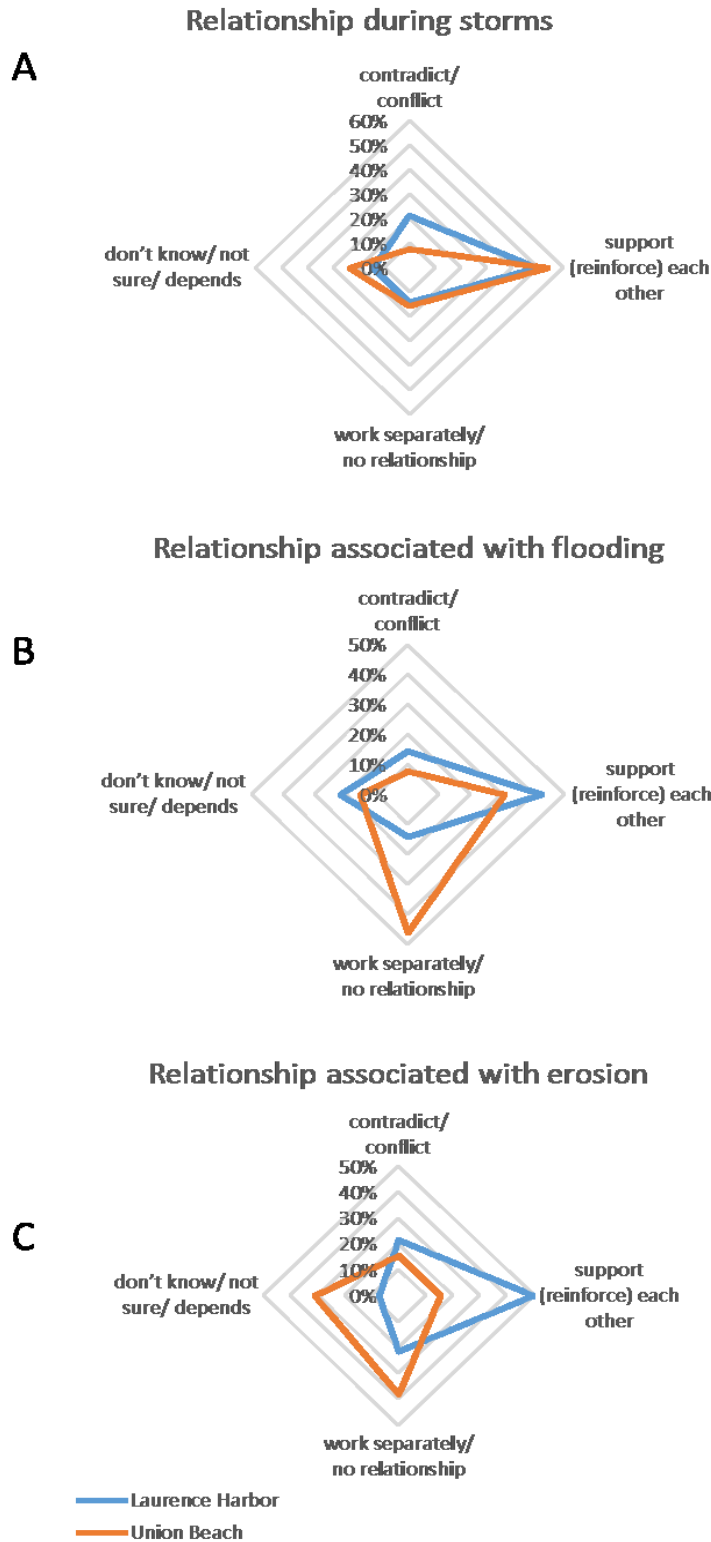 Relationship during storms
A
contradict/
conflict
60%
50%
40%
30%
20%
10%
0%
don't know/ not
sure/ depends
support
(reinforce) each
other
work separately/
no relationship
Relationship associated with flooding
B
contradict/
conflict
50%
40%
30%
20%
10%
0%
don't know/ not
sure/ depends
support
(reinforce) each
other
work separately/
no relationship
Relationship associated with erosion
C
contradict/
conflict
50%
40%
30%
20%
10%
0%
don't know/ not
sure/ depends
support
(reinforce) each
other
work separately/
no relationship
Laurence Harbor
Union Beach